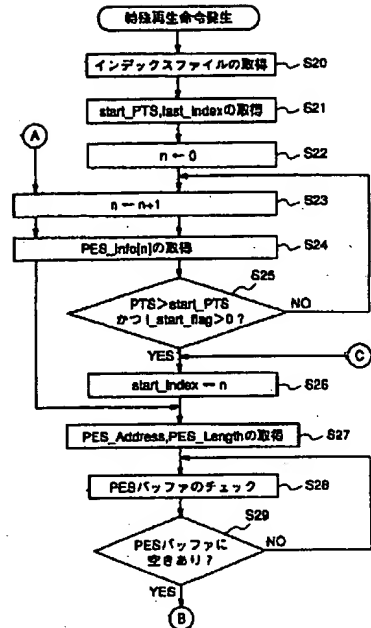 特殊再生命令発生
インデックスファイルの取得
S20
start_PTS,last_indexの取得
S21
A
n ← 0
S22
n ← n+1
S23
PES_info[n]の取得
S24
S25
PTS＞start_PTS
かつ I_start_flag＞0？
NO
YES
C
start_index ← n
S26
PES_Address,PES_Lengthの取得
S27
PESバッファのチェック
S28
S29
PESバッファに
空きあり？
NO
YES
B